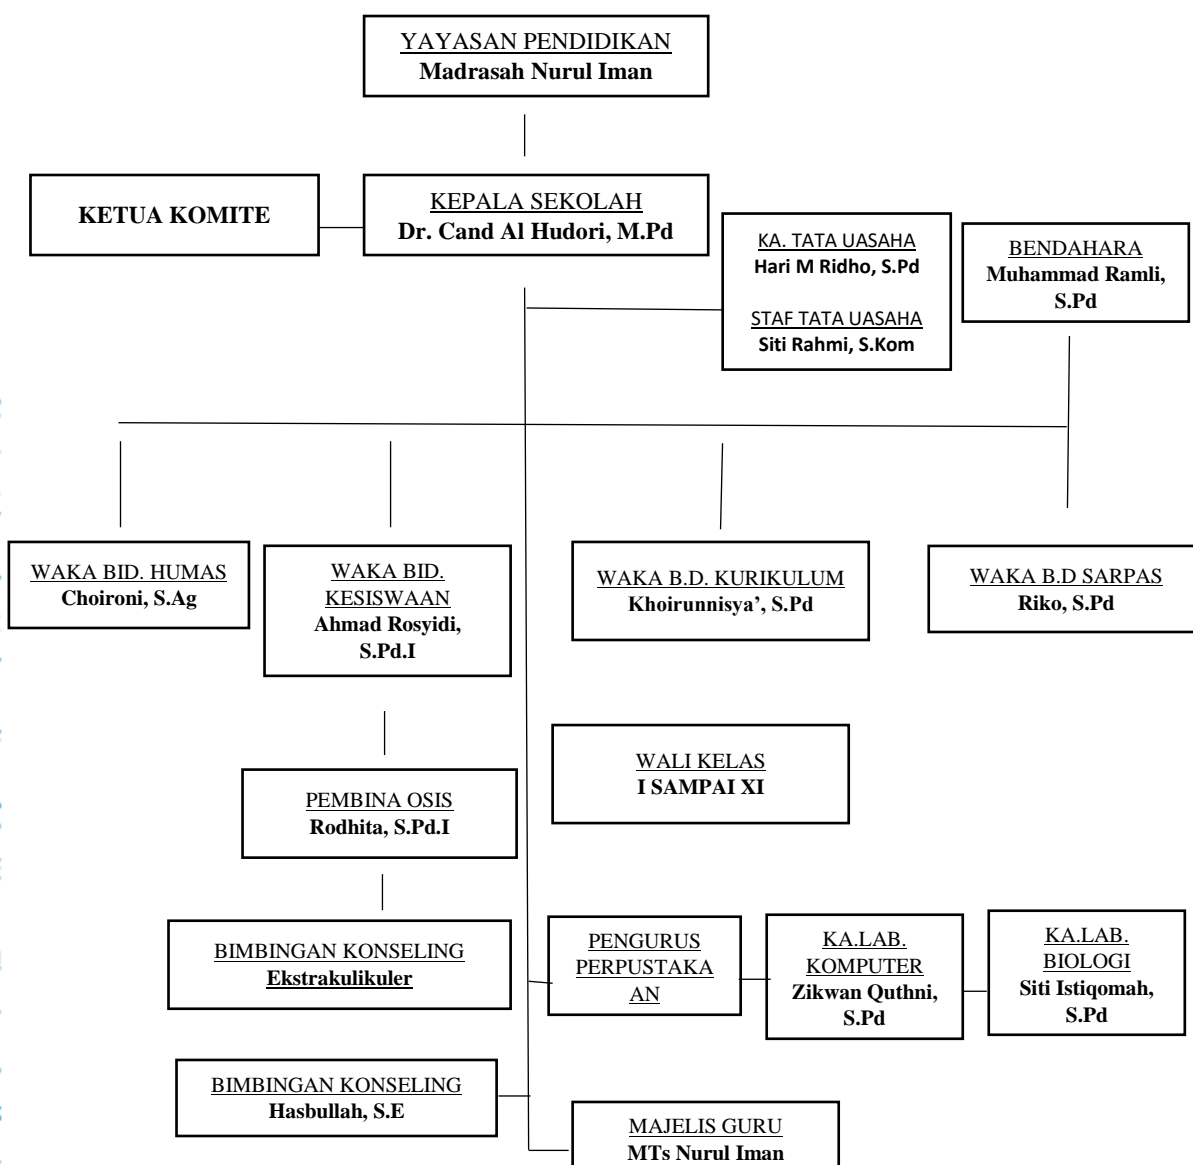 YAYASAN PENDIDIKAN
Madrasah Nurul Iman
KETUA KOMITE
KEPALA SEKOLAH
Dr. Cand Al Hudori, M.Pd
KA. TATA UASAHA
Hari M Ridho, S.Pd
STAF TATA UASAHA
Siti Rahmi, S.Kom
BENDAHARA
Muhammad Ramli,
S.Pd
WAKA BID. HUMAS
Choironi, S.Ag
WAKA BID.
KESISWAAN
Ahmad Rosyidi,
S.Pd.I
WAKA B.D. KURIKULUM
Khoirunnisya’, S.Pd
WAKA B.D SARPAS
Riko, S.Pd
WALI KELAS
I SAMPAI XI
PEMBINA OSIS
Rodhita, S.Pd.I
BIMBINGAN KONSELING
Ekstrakulikuler
PENGURUS
PERPUSTAKA
AN
KA.LAB.
KOMPUTER
Zikwan Quthni,
S.Pd
KA.LAB.
BIOLOGI
Siti Istiqomah,
S.Pd
BIMBINGAN KONSELING
Hasbullah, S.E
MAJELIS GURU
MTs Nurul Iman